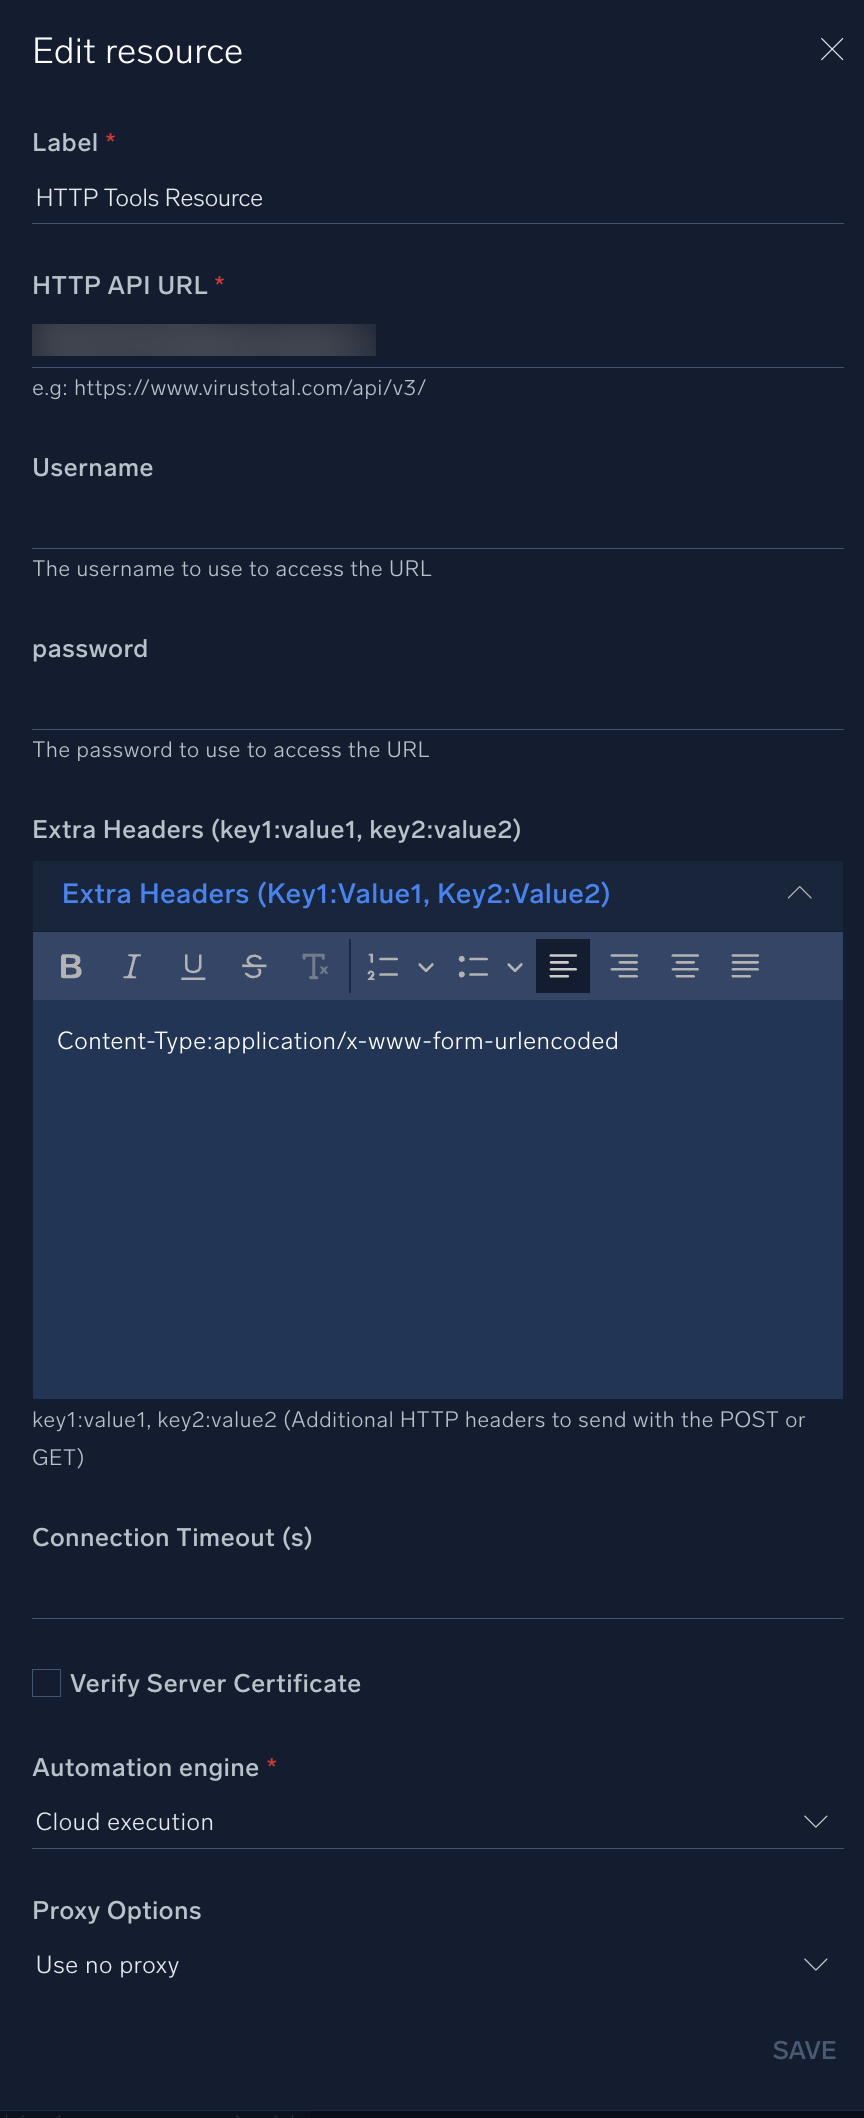 Edit resource
Label *
HTTP Tools Resource
HTTP API URL *
e.g: https://www.virustotal.com/api/v3/
Username
The username to use to access the URL
password
The password to use to access the URL
Extra Headers (key1:value1, key2:value2)
Extra Headers (Key1:Value1, Key2:Value2)
Content-Type:application/x-www-form-urlencoded
key1:value1, key2:value2 (Additional HTTP headers to send with the POST or
GET)
Connection Timeout (s)
Verify Server Certificate
Automation engine *
Cloud execution
Proxy Options
Use no proxy
SAVE